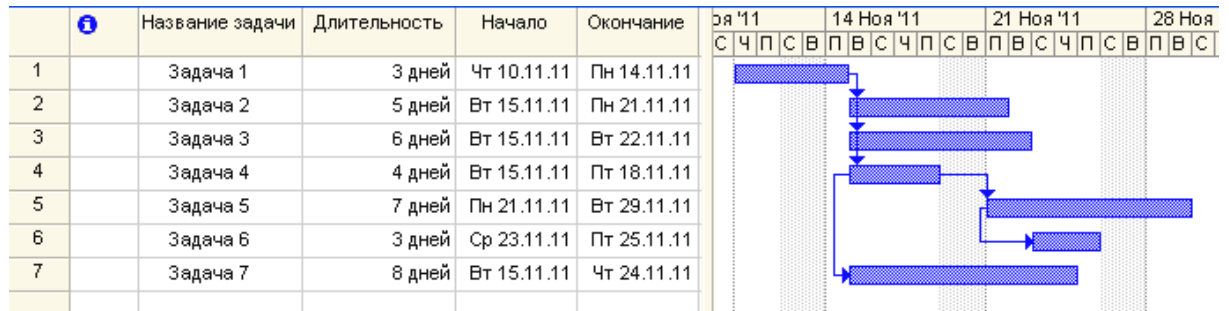 Название задачи Длительность Начало Окончание оя '11 14 Ноя '11 21 Ноя '11 28 Ноя
С Ч П С В П В С Ч П С В П В С Ч П С В П В С
1 Задача 1 3 дней Чт 10.11.11 Пн 14.11.11
2 Задача 2 5 дней Вт 15.11.11 Пн 21.11.11
3 Задача 3 6 дней Вт 15.11.11 Вт 22.11.11
4 Задача 4 4 дней Вт 15.11.11 Пт 18.11.11
5 Задача 5 7 дней Пн 21.11.11 Вт 29.11.11
6 Задача 6 3 дней Ср 23.11.11 Пт 25.11.11
7 Задача 7 8 дней Вт 15.11.11 Чт 24.11.11